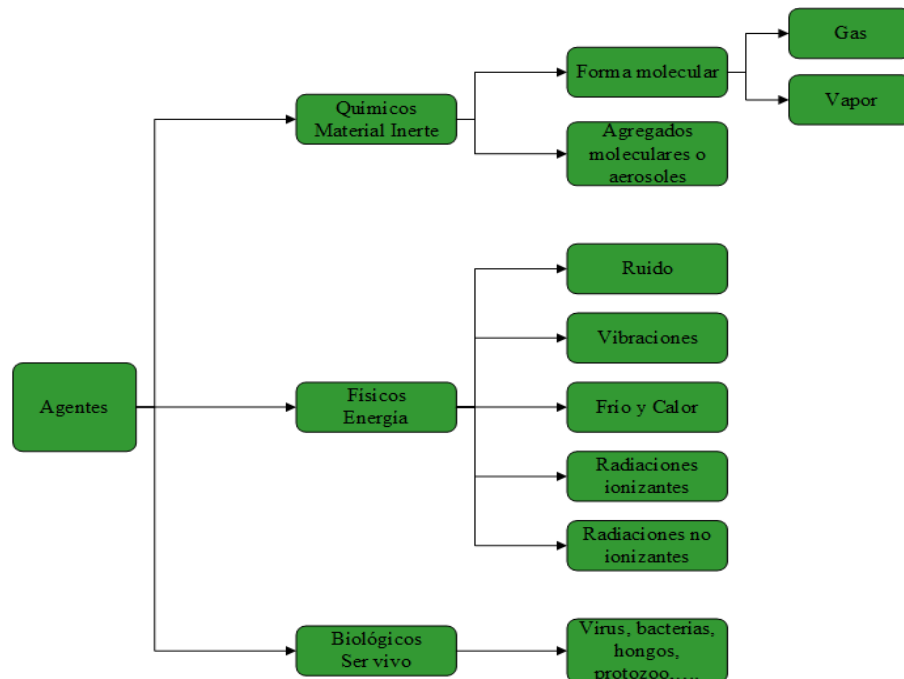 Agentes
Químicos
Material Inerte
Forma molecular
Gas
Vapor
Agregados
moleculares o
aerosoles
Físicos
Energía
Ruido
Vibraciones
Frío y Calor
Radiaciones
ionizantes
Radiaciones no
ionizantes
Biológicos
Ser vivo
Virus, bacterias,
hongos,
protozoo,....